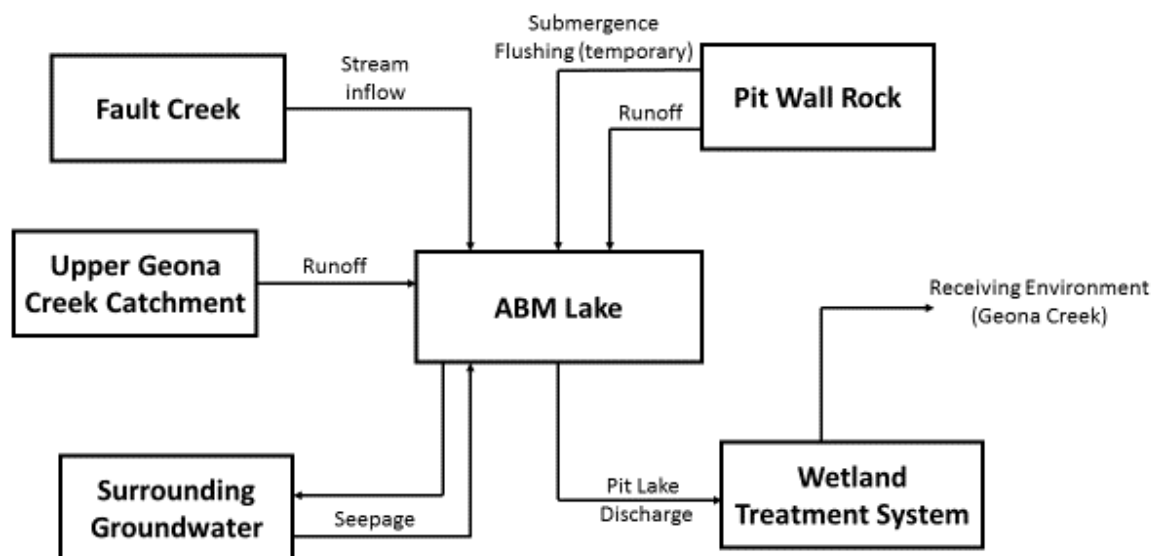 Submergence
Flushing (temporary)
Stream
inflow
Fault Creek
Pit Wall Rock
Runoff
Upper Geona
Creek Catchment
Runoff
ABM Lake
Receiving Environment
(Geona Creek)
Surrounding
Groundwater
Seepage
Pit Lake
Discharge
Wetland
Treatment System